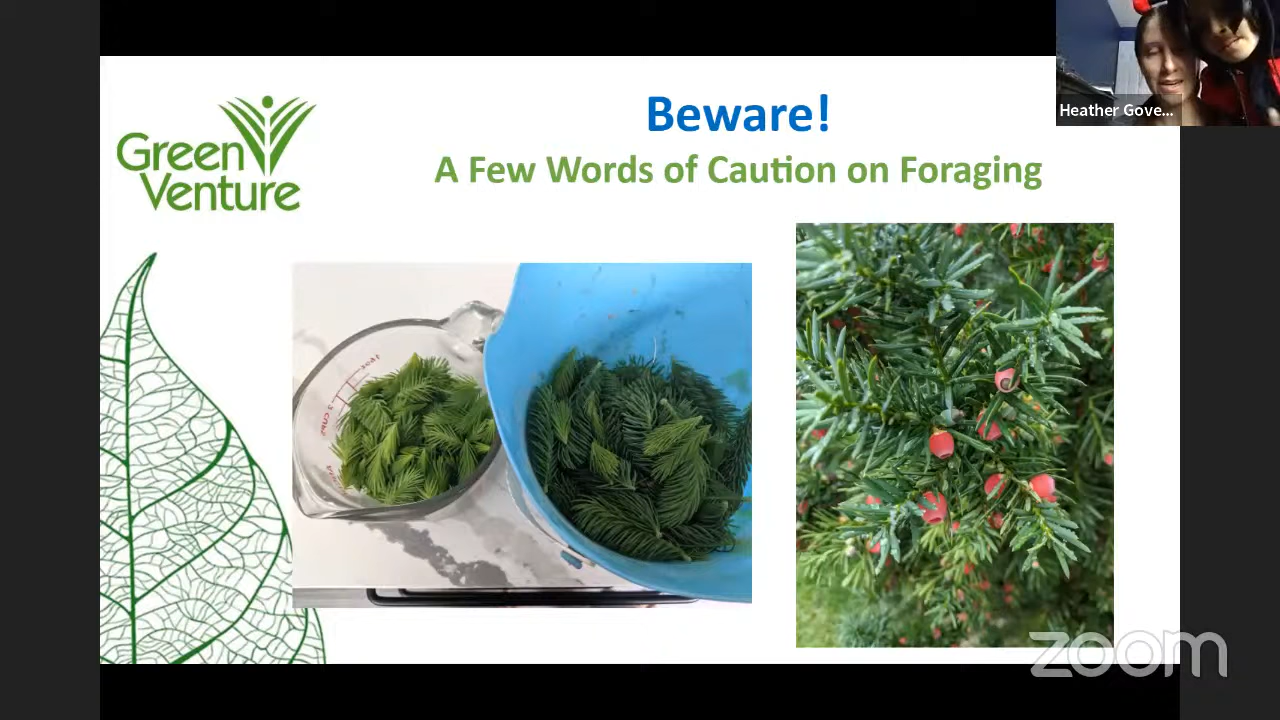 Beware!
A Few Words of Caution on Foraging
Green
Venture
Heather Gove...
zoom